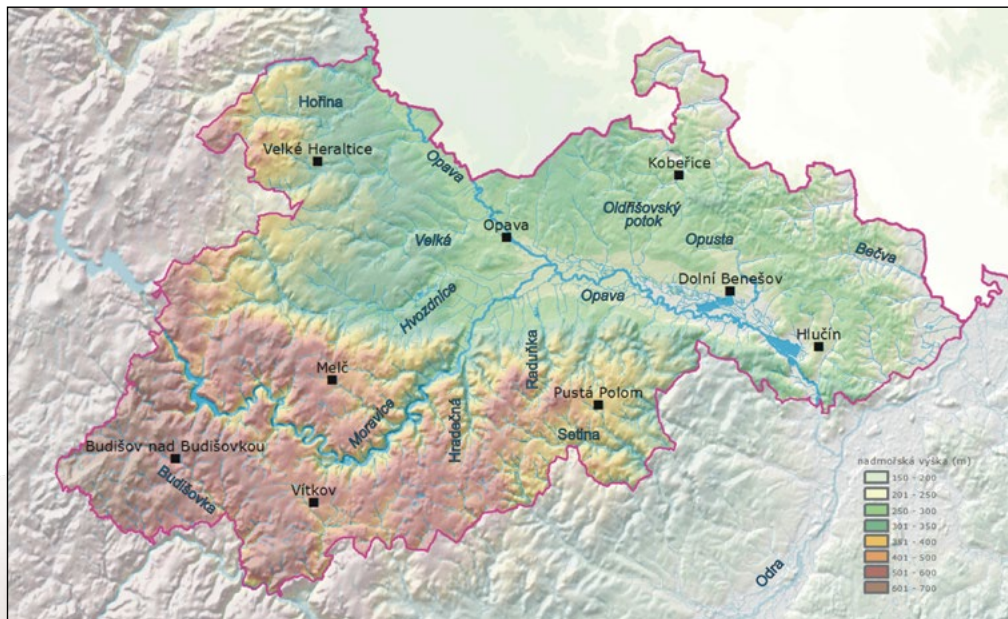 Hořina
Velké Heraltice
Opava
Kobeřice
Oldřišovský
potok
Opava
Velká
Opusta
Bečva
Dolní Benešov
Hvozdnice
Opava
Hlučín
Raduňka
Melč
Pustá Polom
Moravice
Hradečná
Setina
Budišov nad Budišovkou
Budišovka
Vítkov
Odra
nadmořská výška (m)
150 - 200
201 - 250
250 - 300
301 - 350
351 - 400
401 - 500
501 - 600
601 - 700